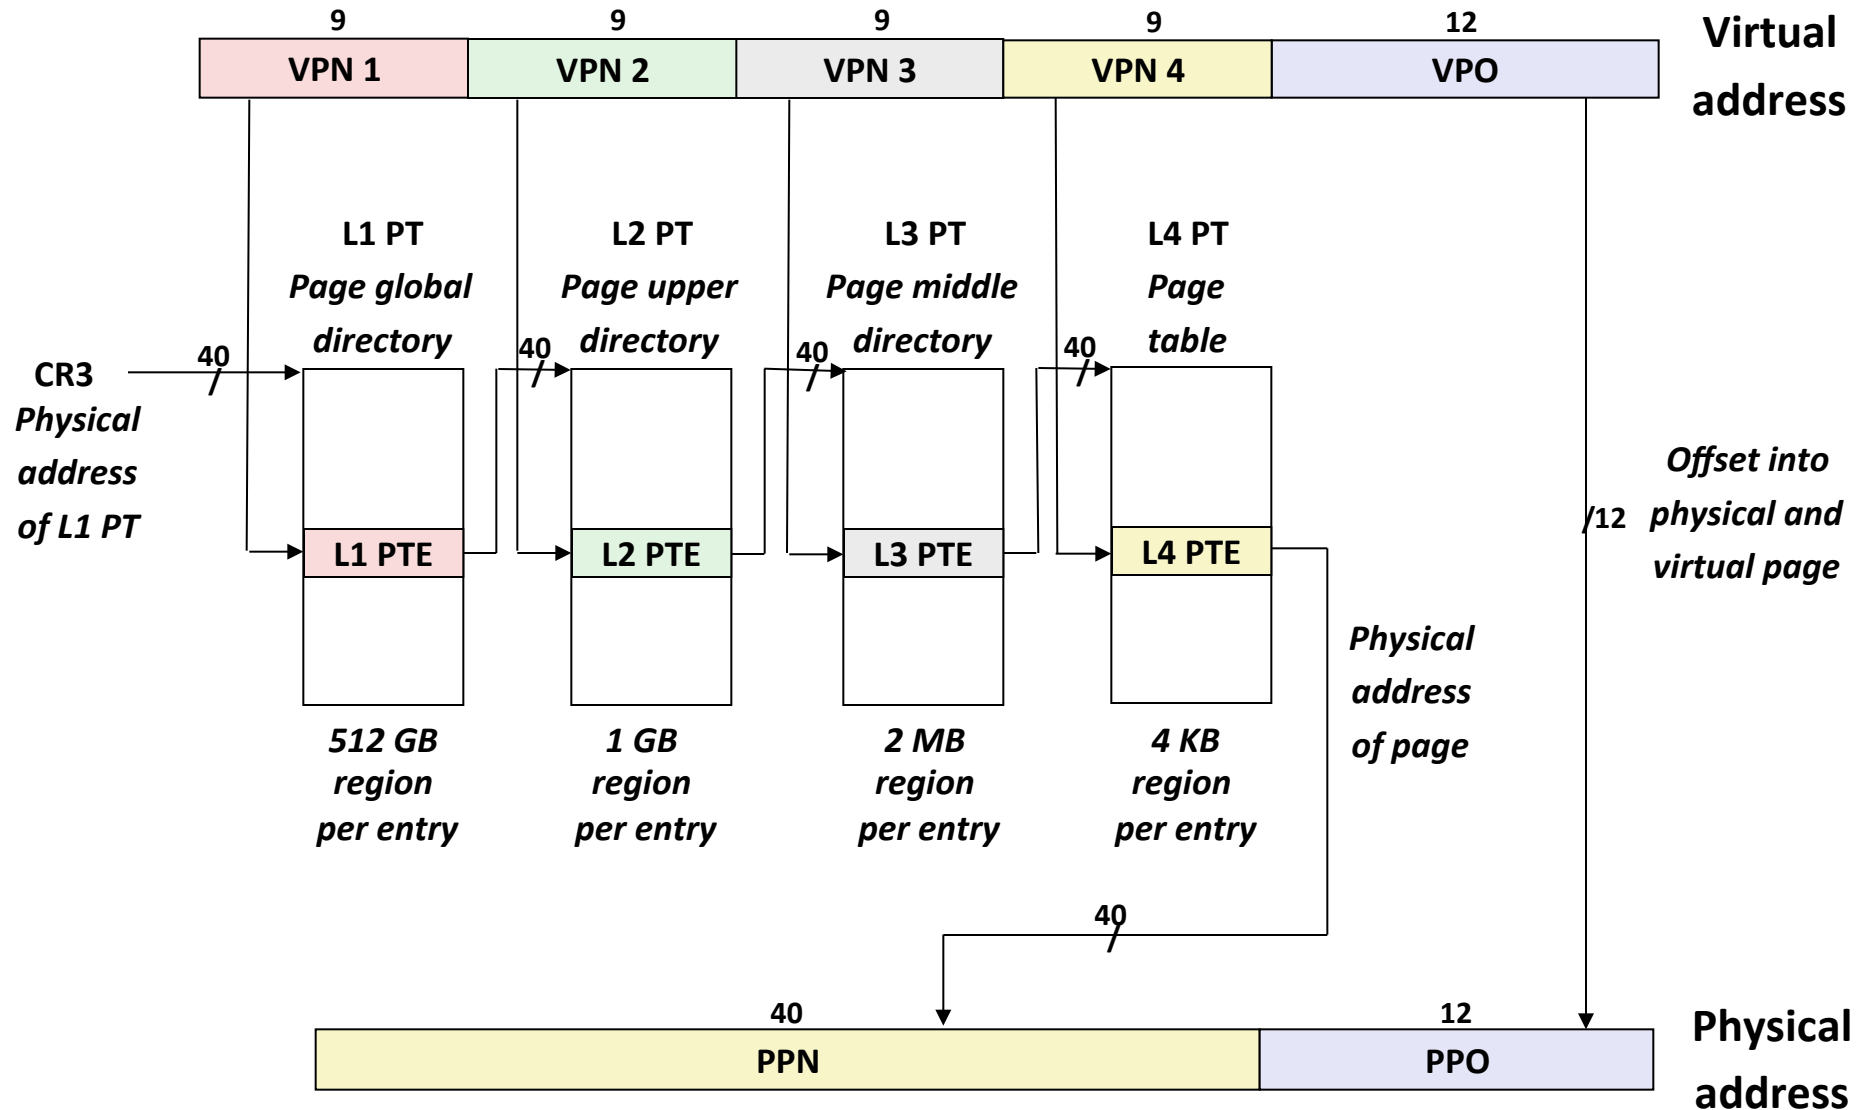 9 9 9 9 12
VPN 1 VPN 2 VPN 3 VPN 4 VPO
Virtual
address
L1 PT
Page global
directory
L2 PT
Page upper
directory
L3 PT
Page middle
directory
L4 PT
Page
table
CR3
Physical
address
of L1 PT
40
40
40
40
L1 PTE L2 PTE L3 PTE L4 PTE
/12
Offset into
physical and
virtual page
512 GB
region
per entry
1 GB
region
per entry
2 MB
region
per entry
4 KB
region
per entry
Physical
address
of page
40
40 12
PPN PPO
Physical
address